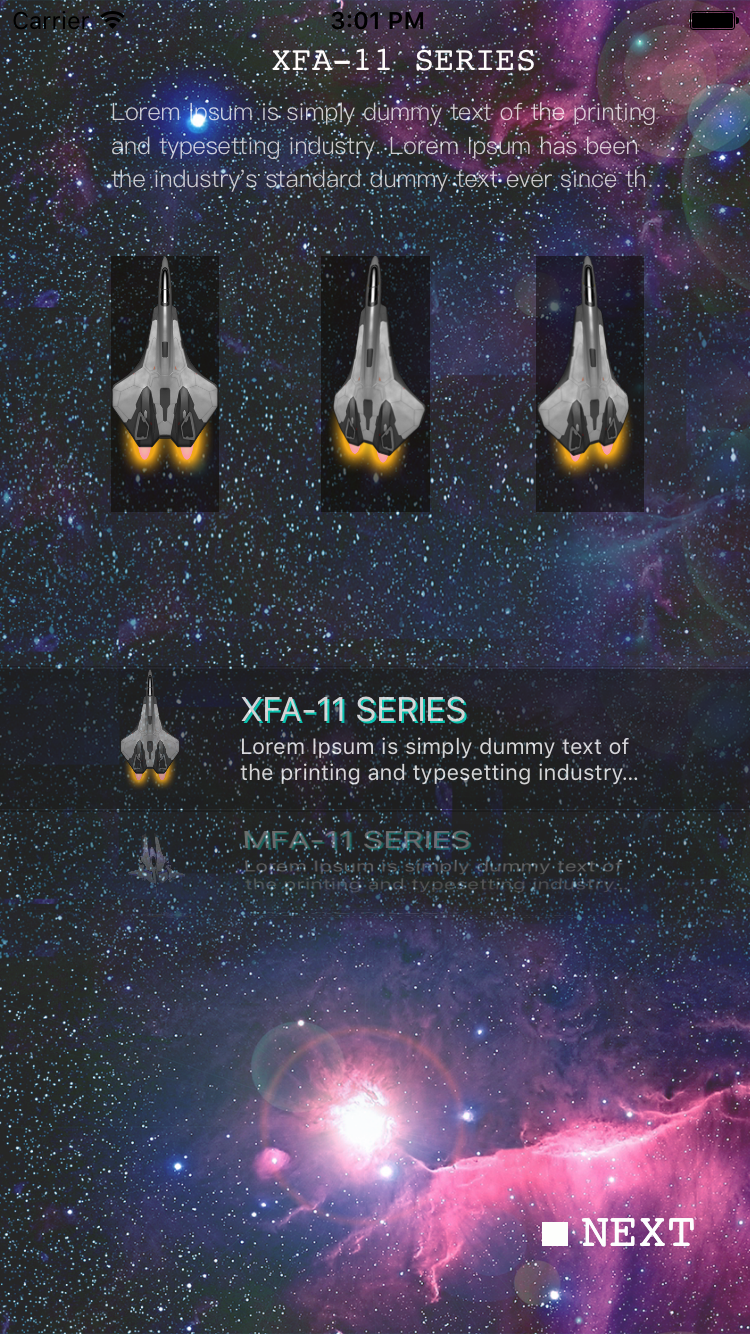 Carrier 3:01 PM
XFA-11 SERIES
Lorem Ipsum is simply dummy text of the printing
and typesetting industry. Lorem Ipsum has been
the industry's standard dummy text ever since th...
XFA-11 SERIES
Lorem Ipsum is simply dummy text of
the printing and typesetting industry...
MFA-11 SERIES
Lorem Ipsum is simply dummy text of
the printing and typesetting industry...
NEXT